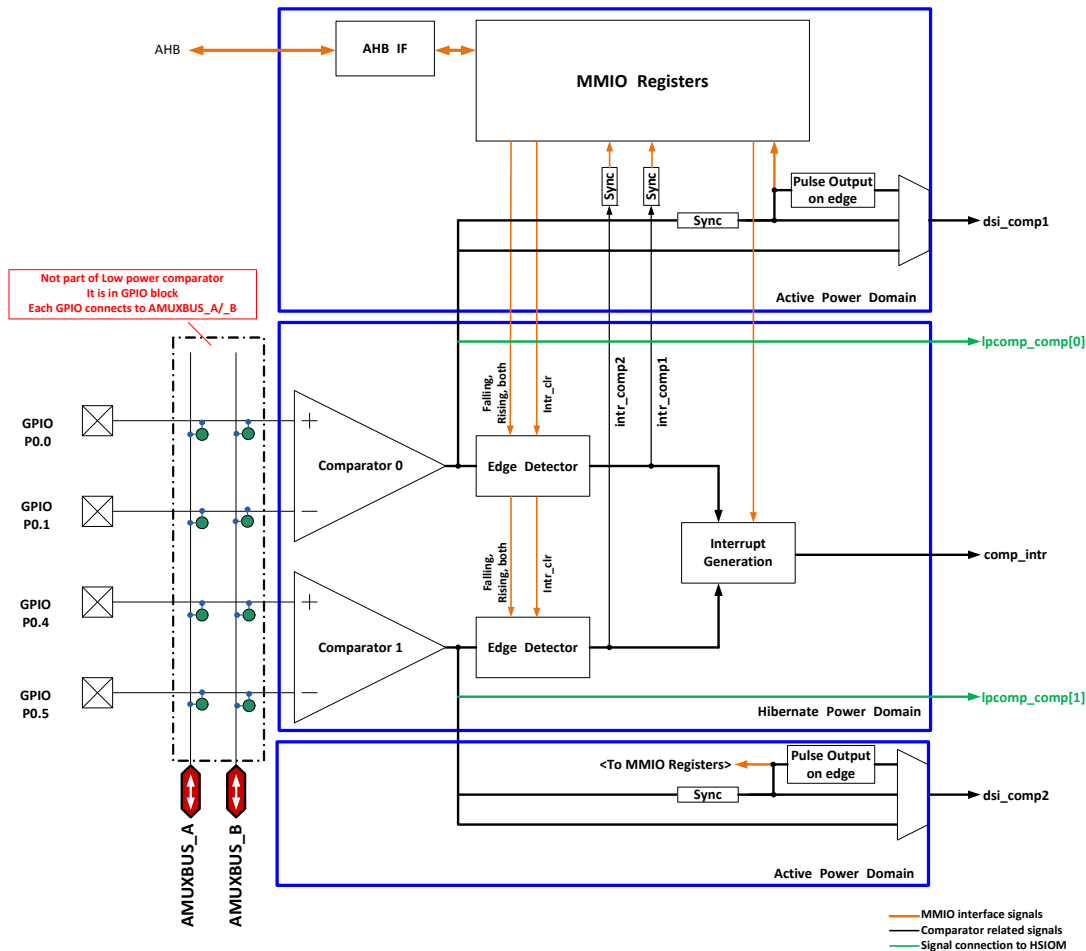 AHB
AHB IF
MMIO Registers
Sync
Sync
Pulse Output
on edge
Sync
dsi_comp1
Active Power Domain
Not part of Low power comparator
It is in GPIO block
Each GPIO connects to AMUXBUS_A/_B
lpcomp_comp[0]
Falling,
Rising, both
Intr_clr
intr_comp2
intr_comp1
GPIO
P0.0
+
Comparator 0
Edge Detector
GPIO
P0.1
−
Falling,
Rising, both
Intr_clr
Interrupt
Generation
comp_intr
GPIO
P0.4
+
Comparator 1
Edge Detector
GPIO
P0.5
−
lpcomp_comp[1]
Hibernate Power Domain
<To MMIO Registers>
Pulse Output
on edge
Sync
dsi_comp2
AMUXBUS_A
AMUXBUS_B
Active Power Domain
MMIO interface signals
Comparator related signals
Signal connection to HSIOM